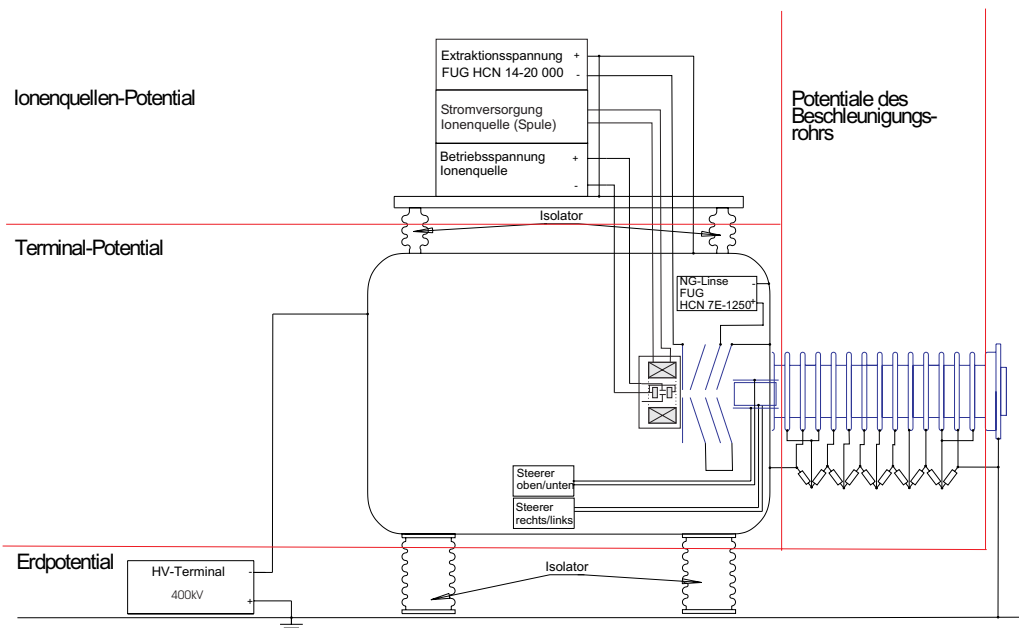 Extraktionsspannung +
FUG HCN 14-20 000 -
Ionenquellen-Potential
Stromversorgung
Ionenquelle (Spule)
Betriebsspannung +
Ionenquelle
-
Potentiale des
Beschleunigungs-
rohrs
Isolator
Terminal-Potential
NG-Linse -
FUG
HCN 7E-1250 +
Steerer
oben/unten
Steerer
rechts/links
Erdpotential
HV-Terminal -
400kV
+
Isolator